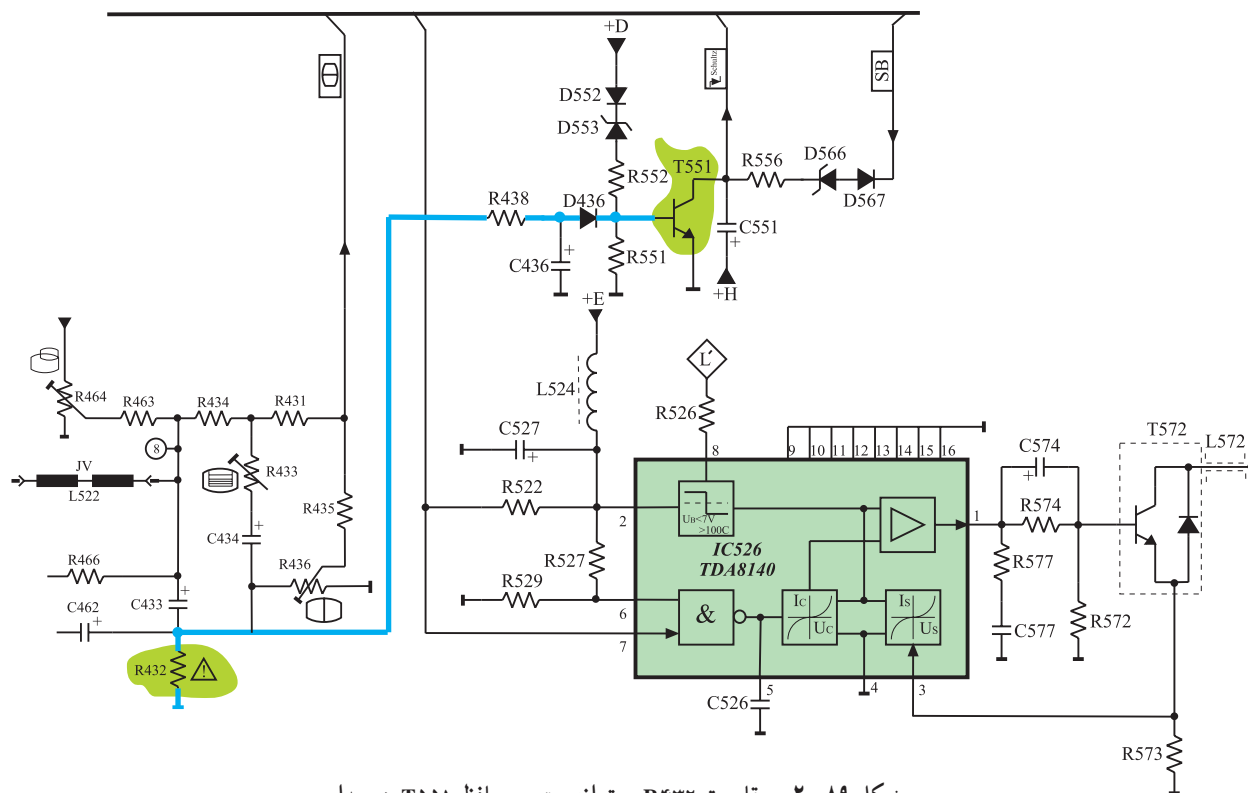 +D
Schultz
SB
D552
D553
T551
R556
D566
D567
R552
R438
D436
C551
+
C436
+
R551
+H
+E
R464
R463
R434
R431
L524
L'
R526
8
C527
+
8
9
10
11
12
13
14
15
16
C574
+
T572
L572
JV
L522
R433
R435
R522
2
UB<7V
>100C
1
R574
C434
+
IC526
TDA8140
R577
R466
R436
R527
R529
6
&
IC
UC
IS
US
C433
+
C462
+
7
C577
R572
R432
!
C526
5
4
3
R573